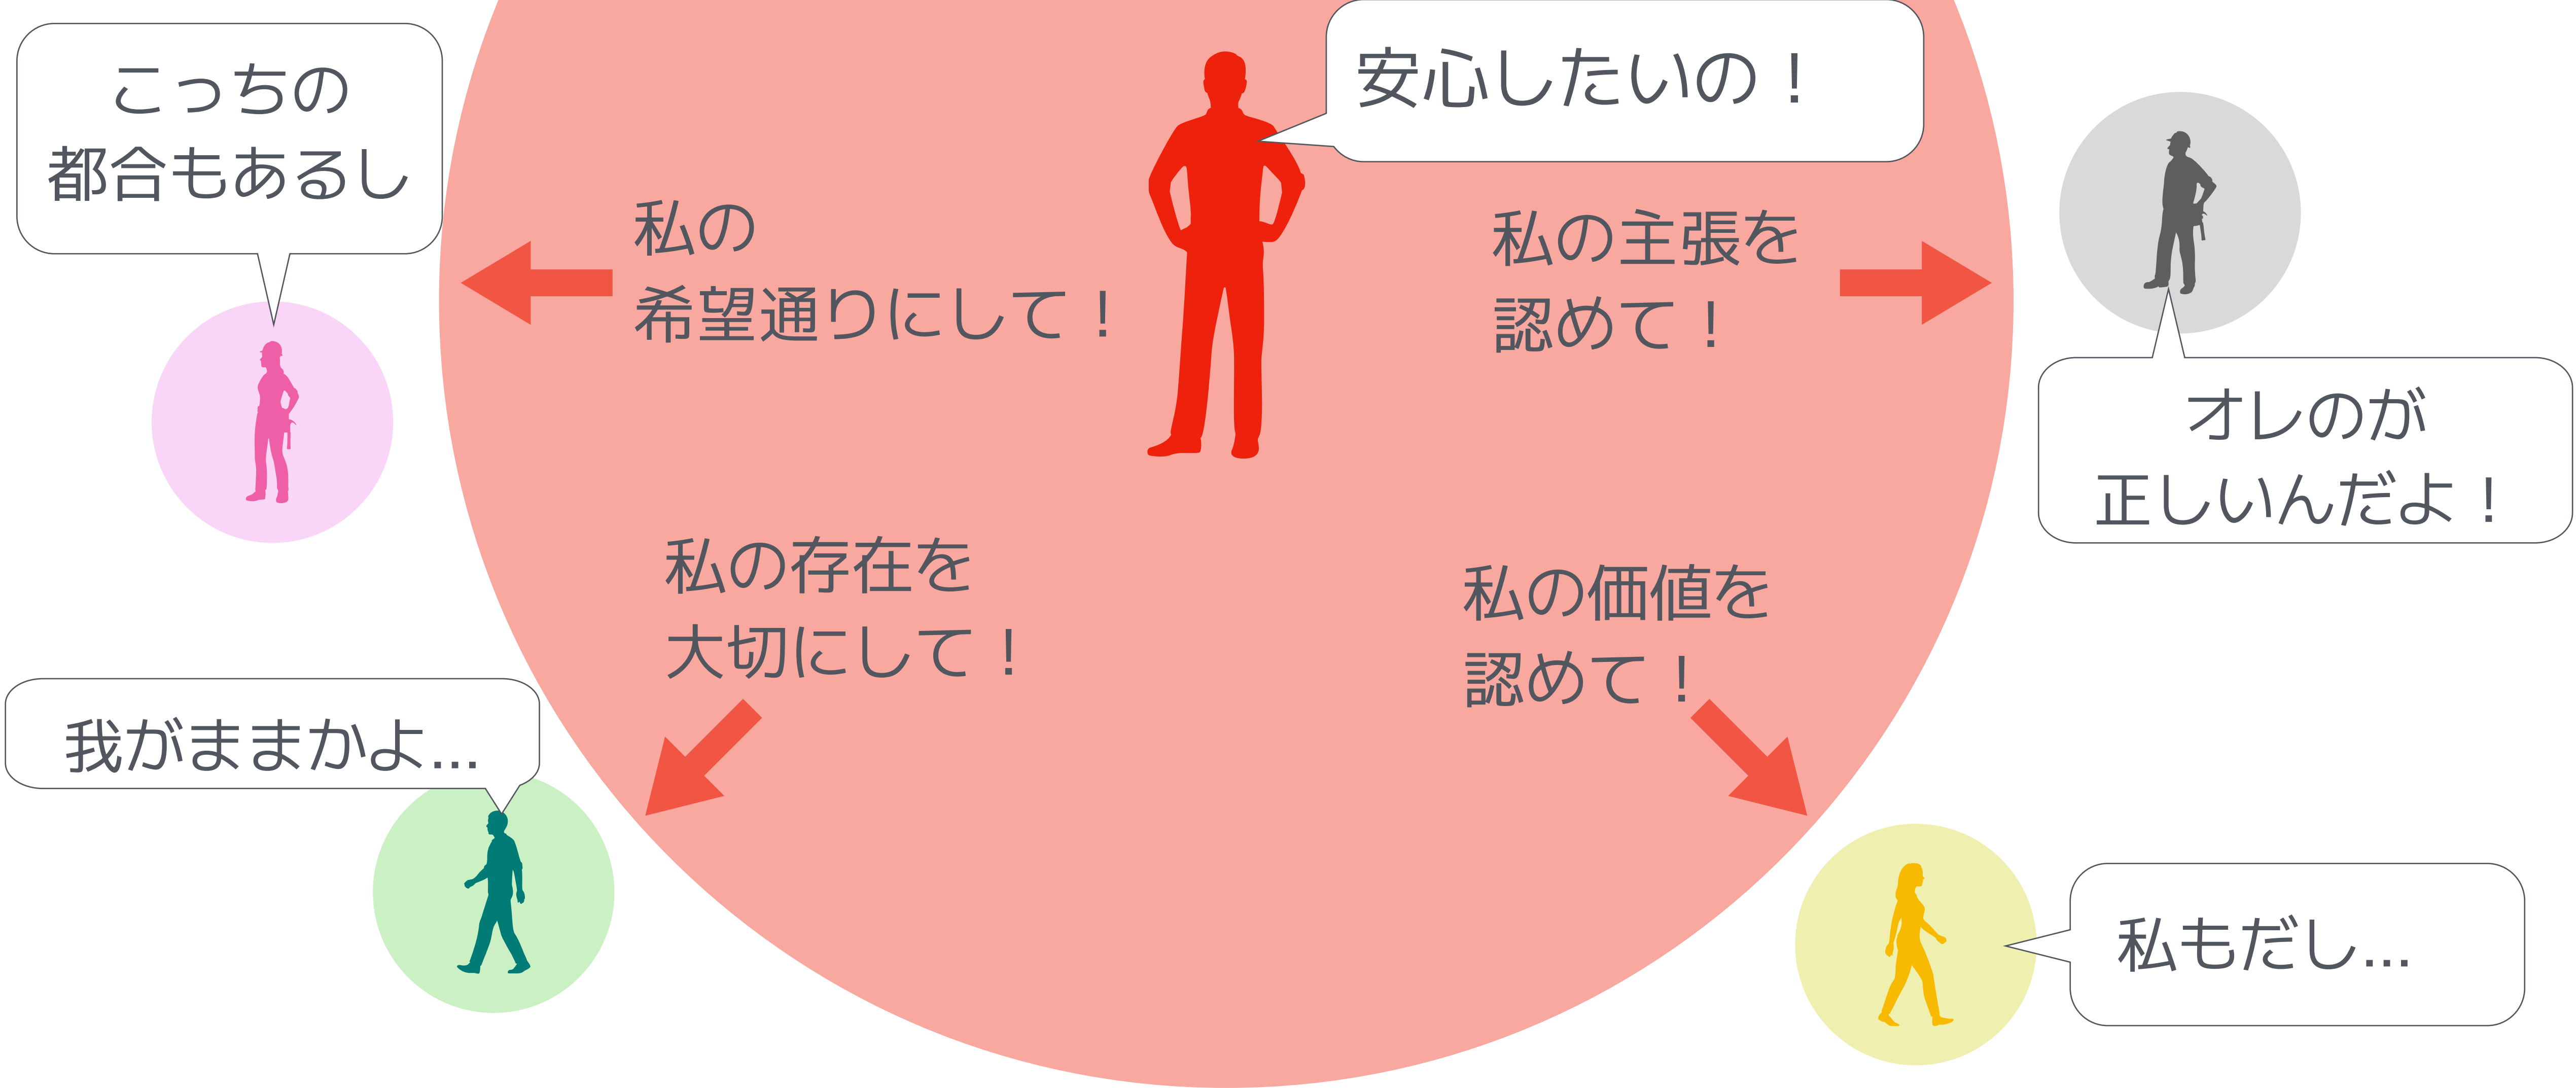 こっちの
都合もあるし
安心したいの！
私の
希望通りにして！
私の主張を
認めて！
オレのが
正しいんだよ！
私の存在を
大切にして！
私の価値を
認めて！
我がままかよ...
私もだし...